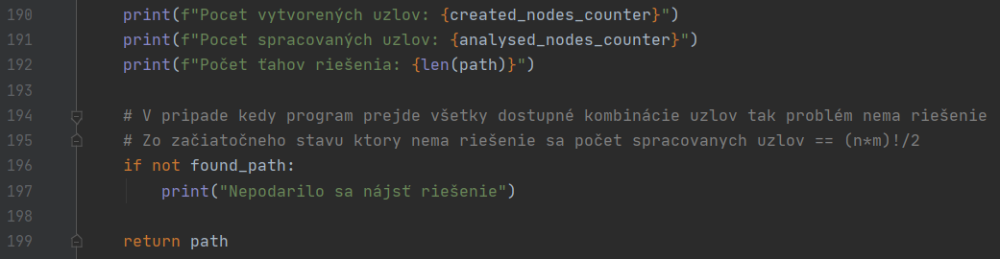 190 print(f"Pocet vytvorených uzlov: {created_nodes_counter}")
191 print(f"Pocet spracovaných uzlov: {analysed_nodes_counter}")
192 print(f"Počet ťahov riešenia: {len(path)}")
193
194 # V pripade kedy program prejde všetky dostupné kombinácie uzlov tak problém nema riešenie
195 # Zo začiatočneho stavu ktory nema riešenie sa počet spracovanych uzlov == (n*m)!/2
196 if not found_path:
197 print("Nepodarilo sa nájsť riešenie")
198
199 return path